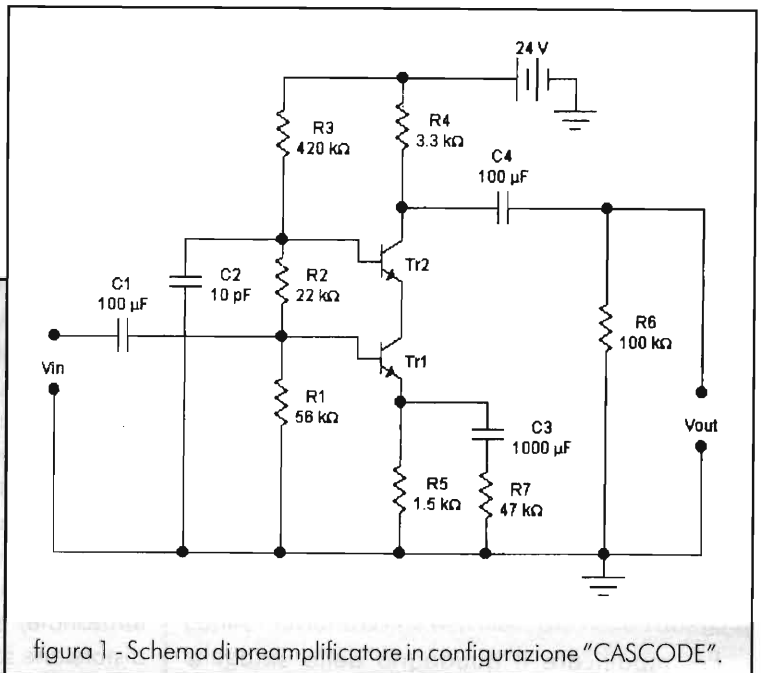 24 V
R3
420 kΩ
R4
3.3 kΩ
C4
100 µF
Tr2
C1
100 µF
C2
10 pF
R2
22 kΩ
R6
100 kΩ
Vin
Tr1
R1
56 kΩ
C3
1000 µF
Vout
R5
1.5 kΩ
R7
47 kΩ
figura 1 - Schema di preamplificatore in configurazione "CASCODE".